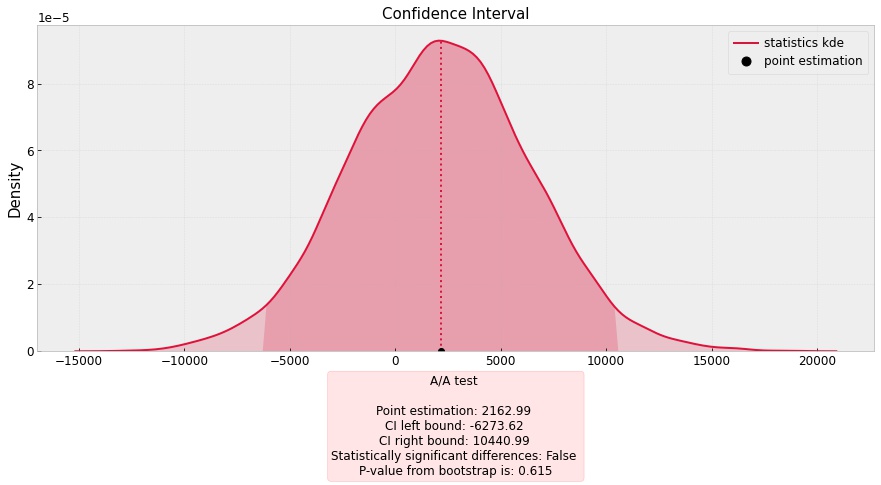 Confidence Interval
1e−5
statistics kde
point estimation
Density
8
6
4
2
0
−15000 −10000 −5000 0 5000 10000 15000 20000
A/A test
Point estimation: 2162.99
CI left bound: -6273.62
CI right bound: 10440.99
Statistically significant differences: False
P-value from bootstrap is: 0.615